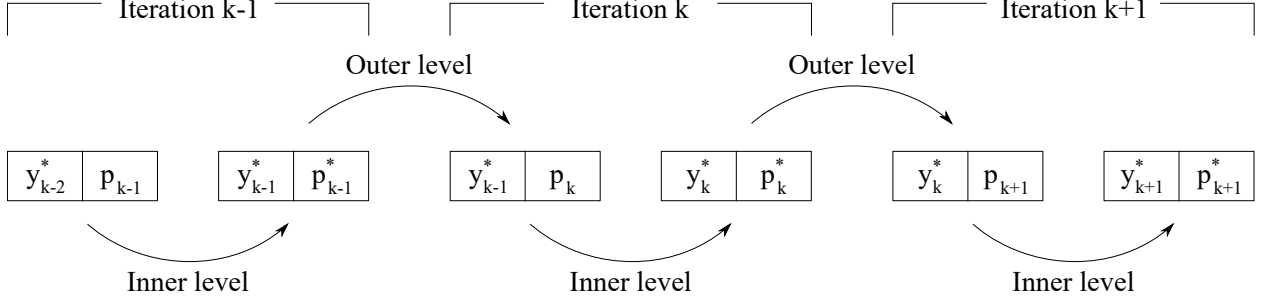 Iteration k-1 Iteration k Iteration k+1
Outer level Outer level
y*k-2 pk-1 y*k-1 p*k-1 y*k-1 pk y*k p*k y*k pk+1 y*k+1 p*k+1
Inner level Inner level Inner level